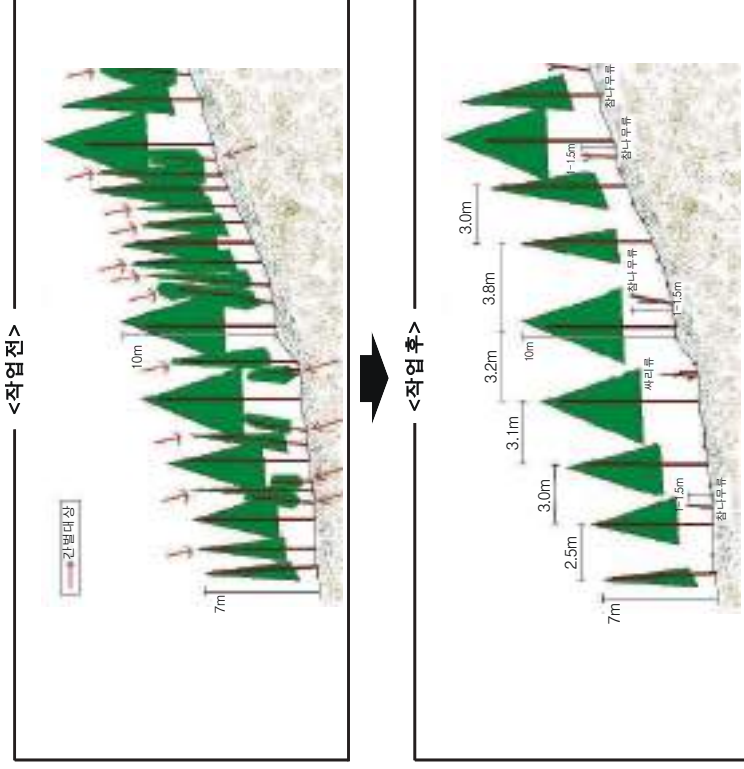 <작업 전>
간벌대상
10m
7m
<작업 후>
3.0m
3.8m
3.2m
3.1m
3.0m
2.5m
10m
7m
참나무류
참나무류
1~1.5m
참나무류
1~1.5m
싸리류
1~1.5m
참나무류